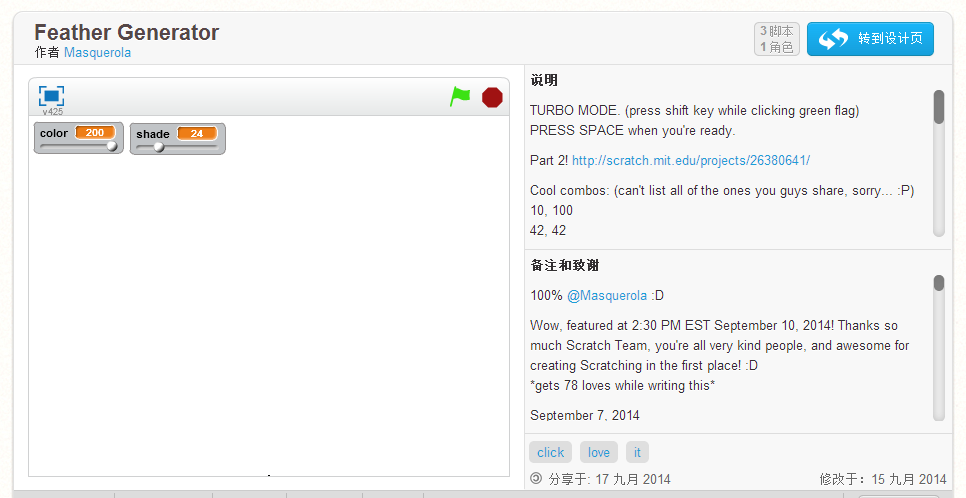 Feather Generator
作者 Masquerola
3 脚本
1 角色
转到设计页
v425
color 200
shade 24
说明
TURBO MODE. (press shift key while clicking green flag)
PRESS SPACE when you're ready.
Part 2! http://scratch.mit.edu/projects/26380641/
Cool combos: (can't list all of the ones you guys share, sorry... :P)
10, 100
42, 42
备注和致谢
100% @Masquerola :D
Wow, featured at 2:30 PM EST September 10, 2014! Thanks so
much Scratch Team, you're all very kind people, and awesome for
creating Scratching in the first place! :D
*gets 78 loves while writing this*
September 7, 2014
click love it
分享于: 17 九月 2014
修改于: 15 九月 2014